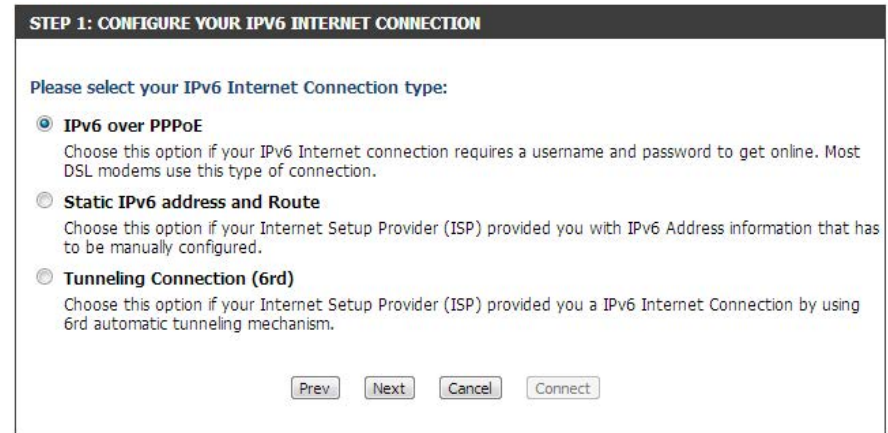 STEP 1: CONFIGURE YOUR IPV6 INTERNET CONNECTION
Please select your IPv6 Internet Connection type:
IPv6 over PPPoE
Choose this option if your IPv6 Internet connection requires a username and password to get online. Most
DSL modems use this type of connection.
Static IPv6 address and Route
Choose this option if your Internet Setup Provider (ISP) provided you with IPv6 Address information that has
to be manually configured.
Tunneling Connection (6rd)
Choose this option if your Internet Setup Provider (ISP) provided you a IPv6 Internet Connection by using
6rd automatic tunneling mechanism.
Prev Next Cancel Connect